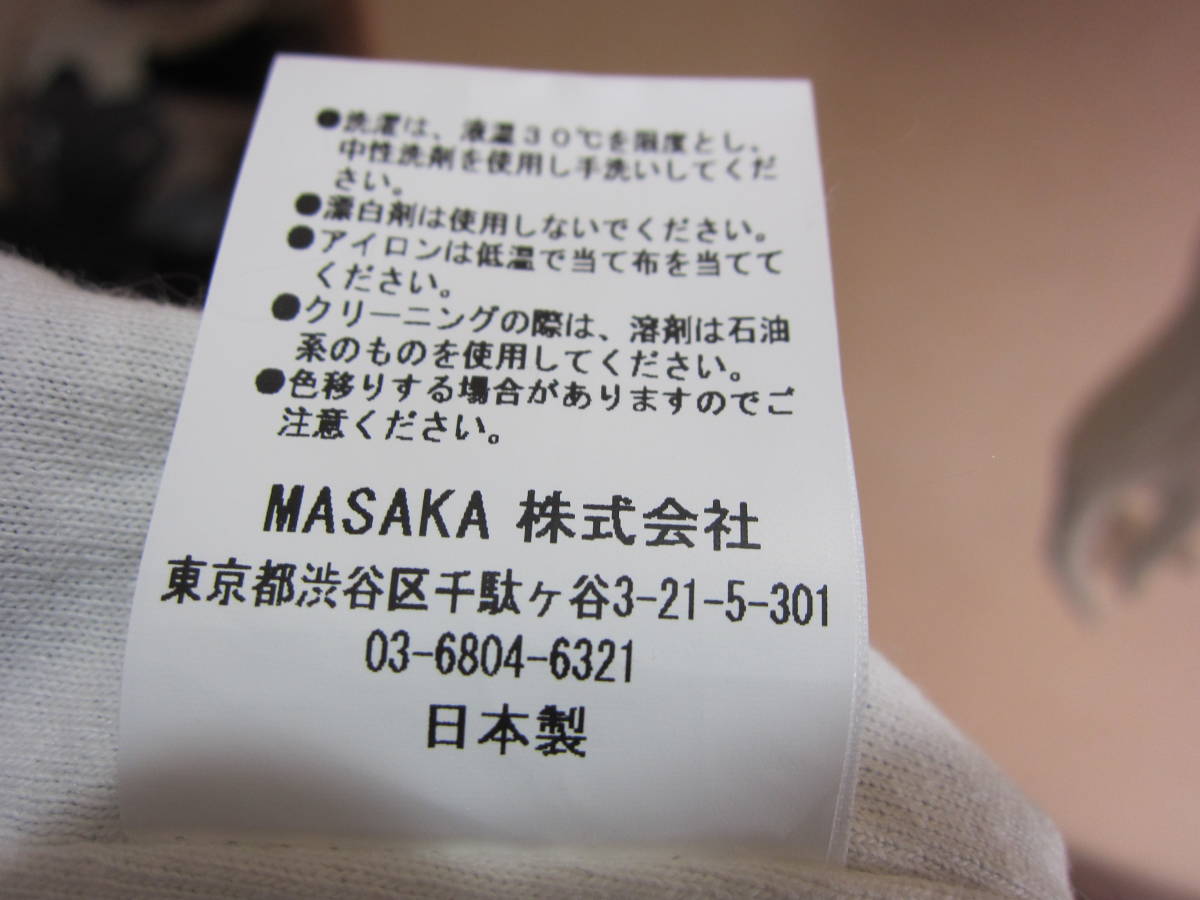 ●洗濯は、液温30℃を限度とし、
中性洗剤を使用し手洗いしてくだ
さい。
●漂白剤は使用しないでください。
●アイロンは低温で当て布を当てて
ください。
●クリーニングの際は、溶剤は石油
系のものを使用してください。
●色移りする場合がありますのでご
注意ください。
MASAKA 株式会社
東京都渋谷区千駄ヶ谷3-21-5-301
03-6804-6321
日本製